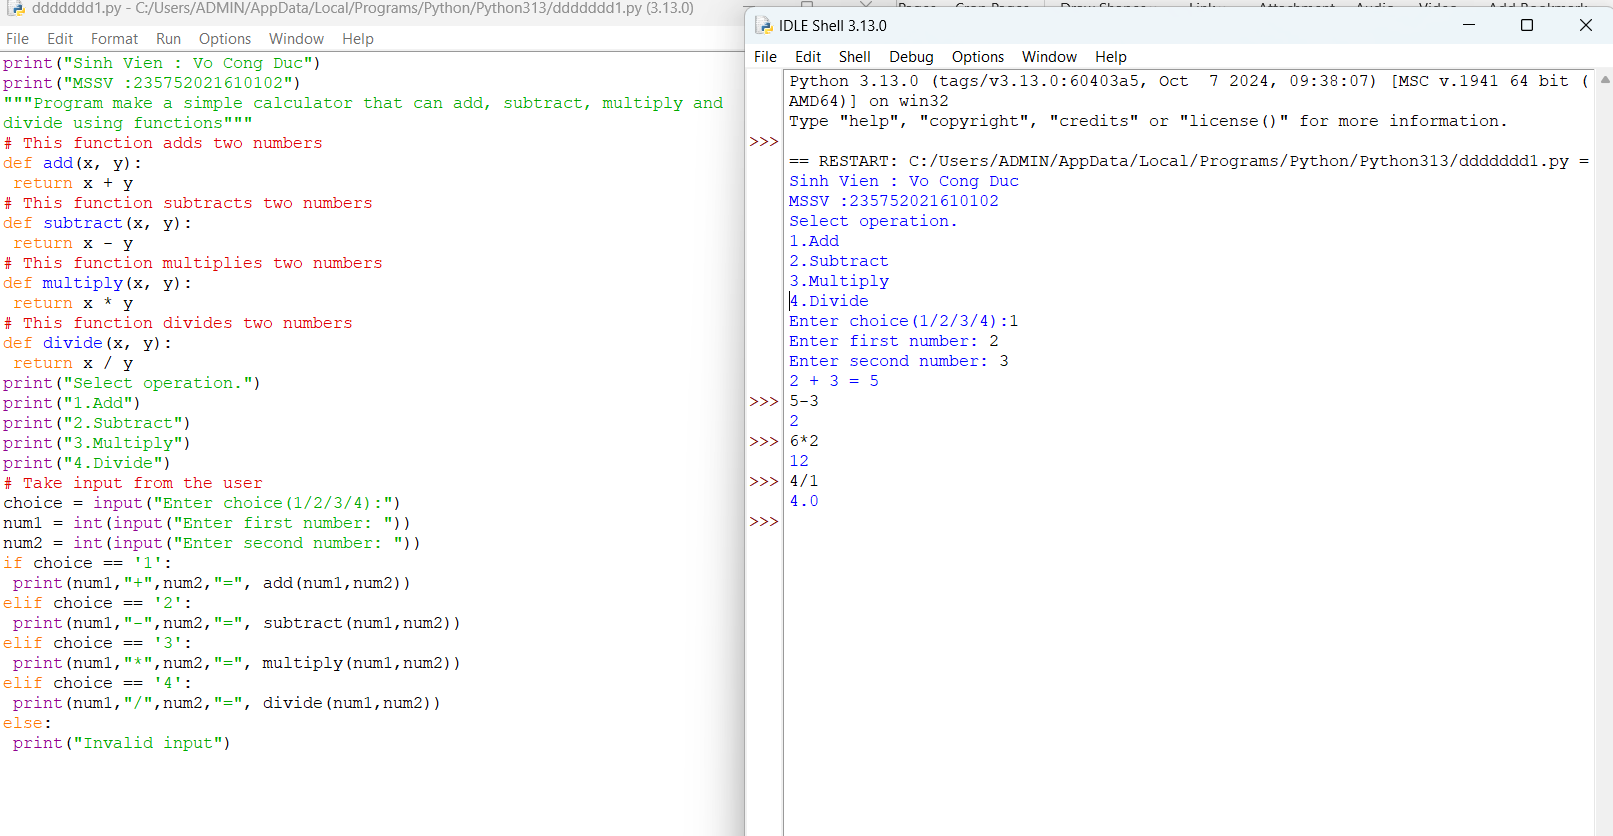 ddddddd1.py - C:/Users/ADMIN/AppData/Local/Programs/Python/Python313/ddddddd1.py (3.13.0)
File Edit Format Run Options Window Help
print("Sinh Vien : Vo Cong Duc")
print("MSSV :235752021610102")
"""Program make a simple calculator that can add, subtract, multiply and
divide using functions"""
# This function adds two numbers
def add(x, y):
 return x + y
# This function subtracts two numbers
def subtract(x, y):
 return x - y
# This function multiplies two numbers
def multiply(x, y):
 return x * y
# This function divides two numbers
def divide(x, y):
 return x / y
print("Select operation.")
print("1.Add")
print("2.Subtract")
print("3.Multiply")
print("4.Divide")
# Take input from the user
choice = input("Enter choice(1/2/3/4):")
num1 = int(input("Enter first number: "))
num2 = int(input("Enter second number: "))
if choice == '1':
 print(num1,"+",num2,"=", add(num1,num2))
elif choice == '2':
 print(num1,"-",num2,"=", subtract(num1,num2))
elif choice == '3':
 print(num1,"*",num2,"=", multiply(num1,num2))
elif choice == '4':
 print(num1,"/",num2,"=", divide(num1,num2))
else:
 print("Invalid input")
IDLE Shell 3.13.0
File Edit Shell Debug Options Window Help
Python 3.13.0 (tags/v3.13.0:60403a5, Oct  7 2024, 09:38:07) [MSC v.1941 64 bit (
AMD64)] on win32
Type "help", "copyright", "credits" or "license()" for more information.
>>>
== RESTART: C:/Users/ADMIN/AppData/Local/Programs/Python/Python313/ddddddd1.py =
Sinh Vien : Vo Cong Duc
MSSV :235752021610102
Select operation.
1.Add
2.Subtract
3.Multiply
4.Divide
Enter choice(1/2/3/4):1
Enter first number: 2
Enter second number: 3
2 + 3 = 5
>>> 5-3
2
>>> 6*2
12
>>> 4/1
4.0
>>>